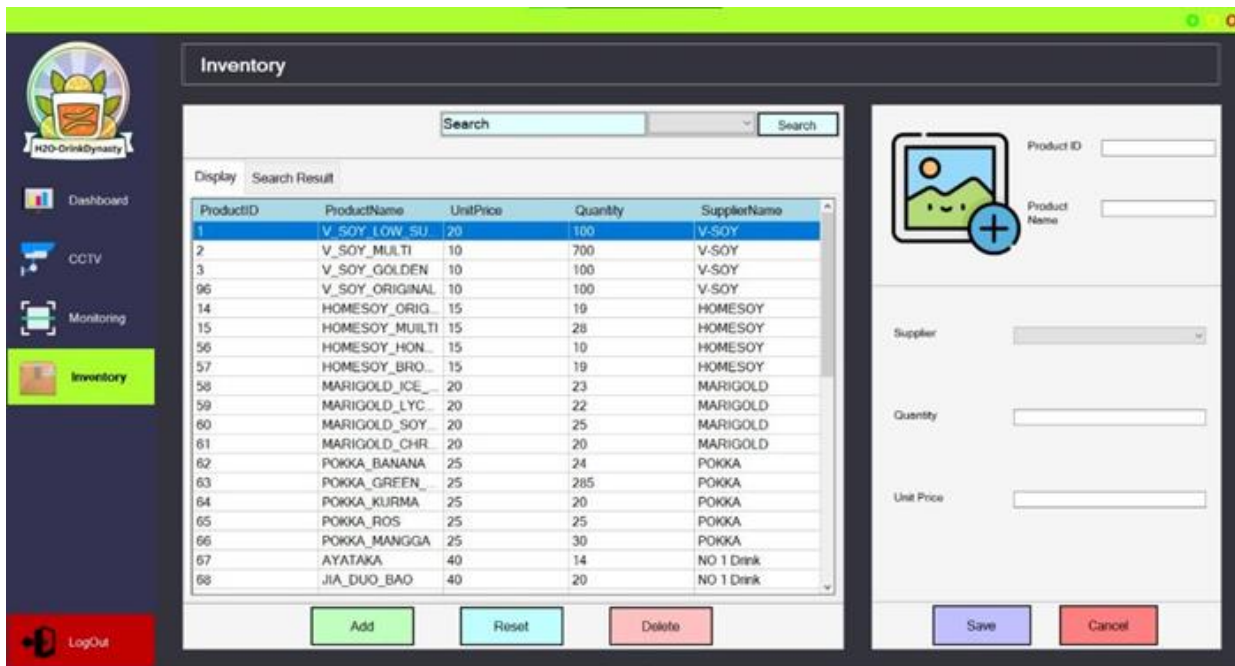 Inventory
H2O-DrinkDynasty
Dashboard
CCTV
Monitoring
Inventory
LogOut
Search Search
Display Search Result
ProductID ProductName UnitPrice Quantity SupplierName
1 V_SOY_LOW_SU... 20 100 V-SOY
2 V_SOY_MULTI 10 700 V-SOY
3 V_SOY_GOLDEN 10 100 V-SOY
96 V_SOY_ORIGINAL 10 100 V-SOY
14 HOMESOY_ORIG... 15 19 HOMESOY
15 HOMESOY_MUILTI 15 28 HOMESOY
56 HOMESOY_HON... 15 10 HOMESOY
57 HOMESOY_BRO... 15 19 HOMESOY
58 MARIGOLD_ICE_... 20 23 MARIGOLD
59 MARIGOLD_LYC... 20 22 MARIGOLD
60 MARIGOLD_SOY... 20 25 MARIGOLD
61 MARIGOLD_CHR... 20 20 MARIGOLD
62 POKKA_BANANA 25 24 POKKA
63 POKKA_GREEN_... 25 285 POKKA
64 POKKA_KURMA 25 20 POKKA
65 POKKA_ROS 25 25 POKKA
66 POKKA_MANGGA 25 30 POKKA
67 AYATAKA 40 14 NO 1 Drink
68 JIA_DUO_BAO 40 20 NO 1 Drink
Add Reset Delete
Product ID
Product
Name
Supplier
Quantity
Unit Price
Save Cancel